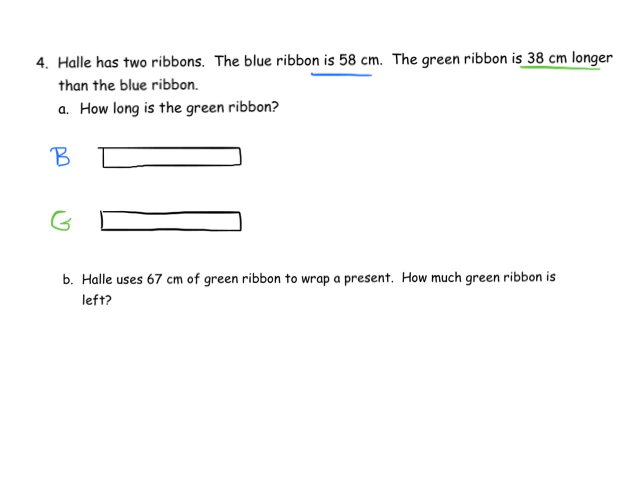 4. Halle has two ribbons. The blue ribbon is 58 cm. The green ribbon is 38 cm longer
than the blue ribbon.
a. How long is the green ribbon?
B
G
b. Halle uses 67 cm of green ribbon to wrap a present. How much green ribbon is
left?